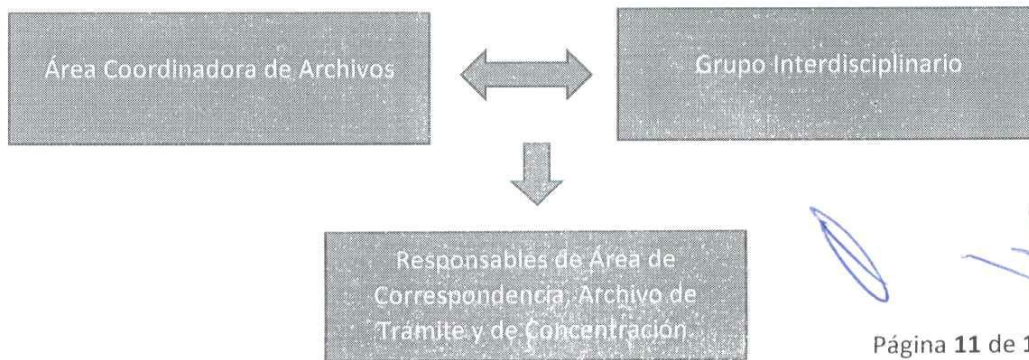 Área Coordinadora de Archivos
Grupo Interdisciplinario
Responsables de Área de
Correspondencia, Archivo de
Trámite y de Concentración.
Página 11 de 1